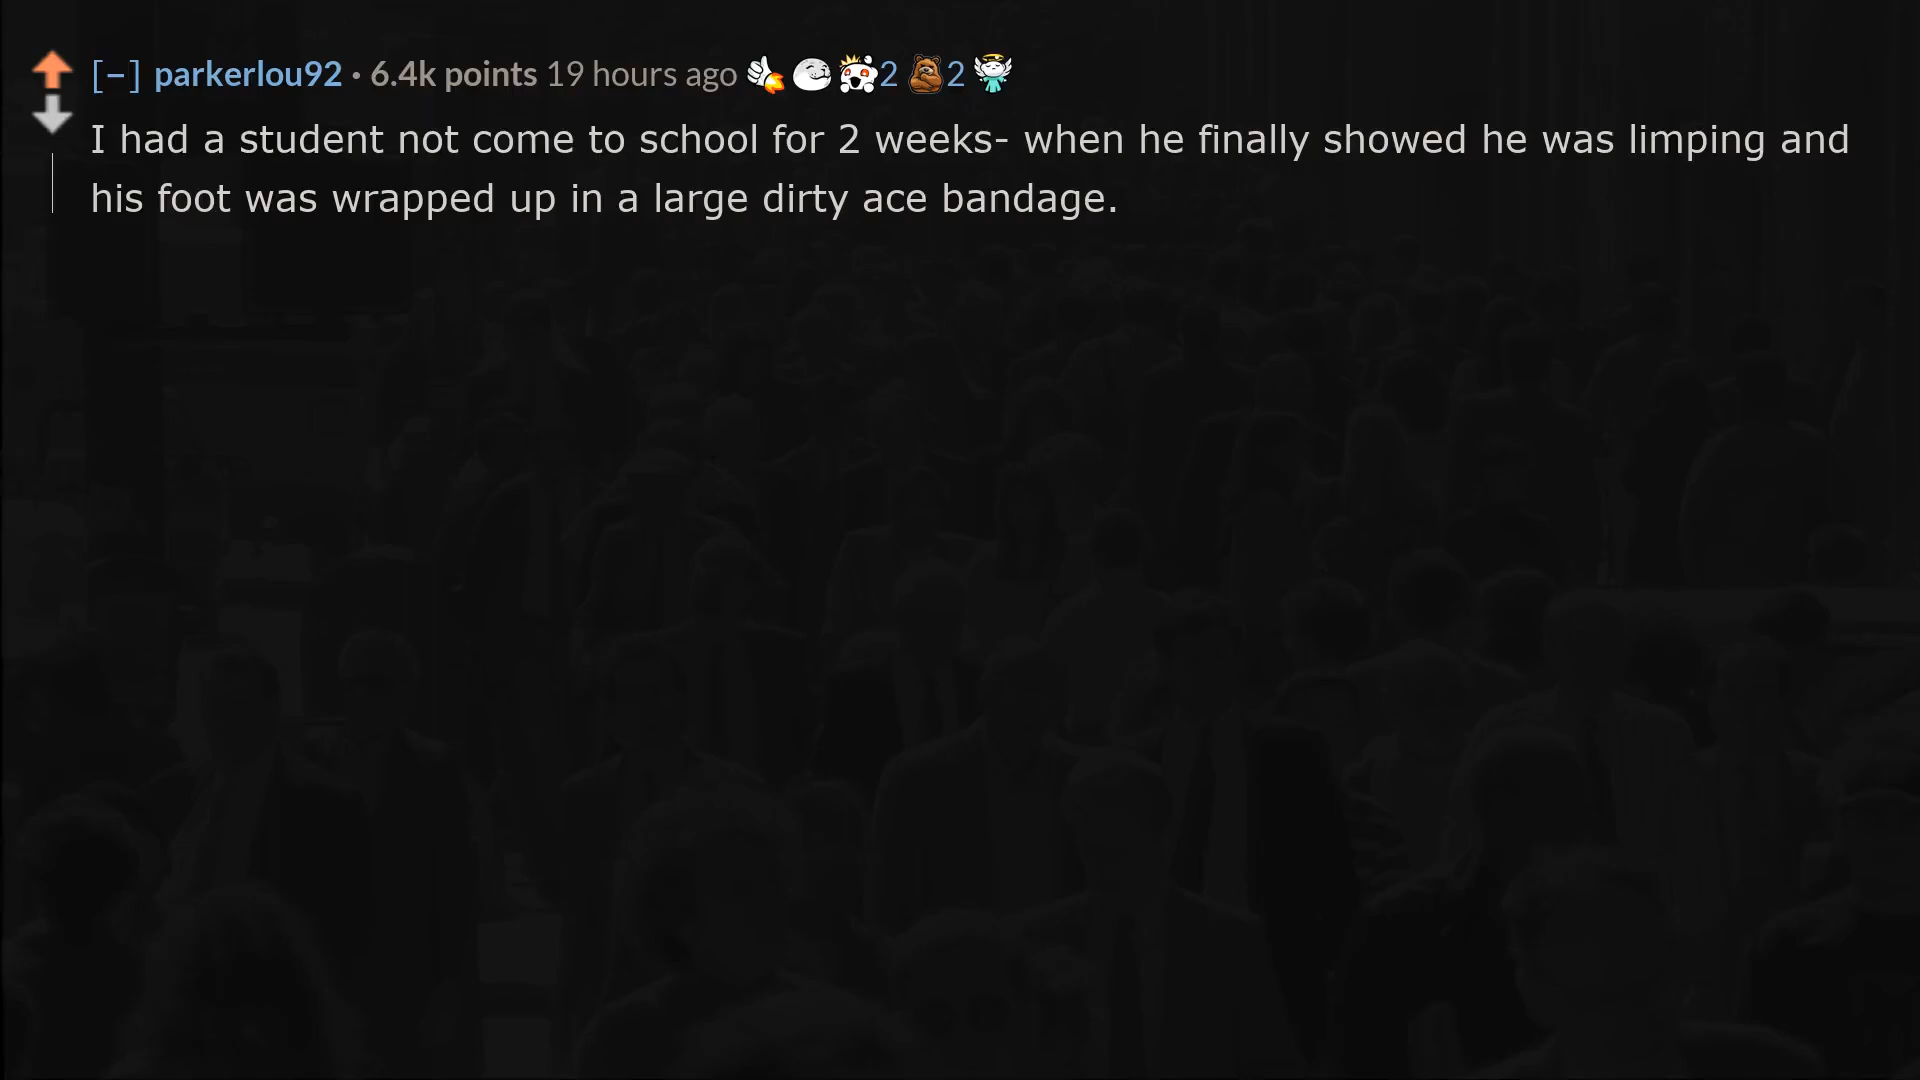 [–] parkerlou92 • 6.4k points 19 hours ago 2 2
I had a student not come to school for 2 weeks- when he finally showed he was limping and
his foot was wrapped up in a large dirty ace bandage.